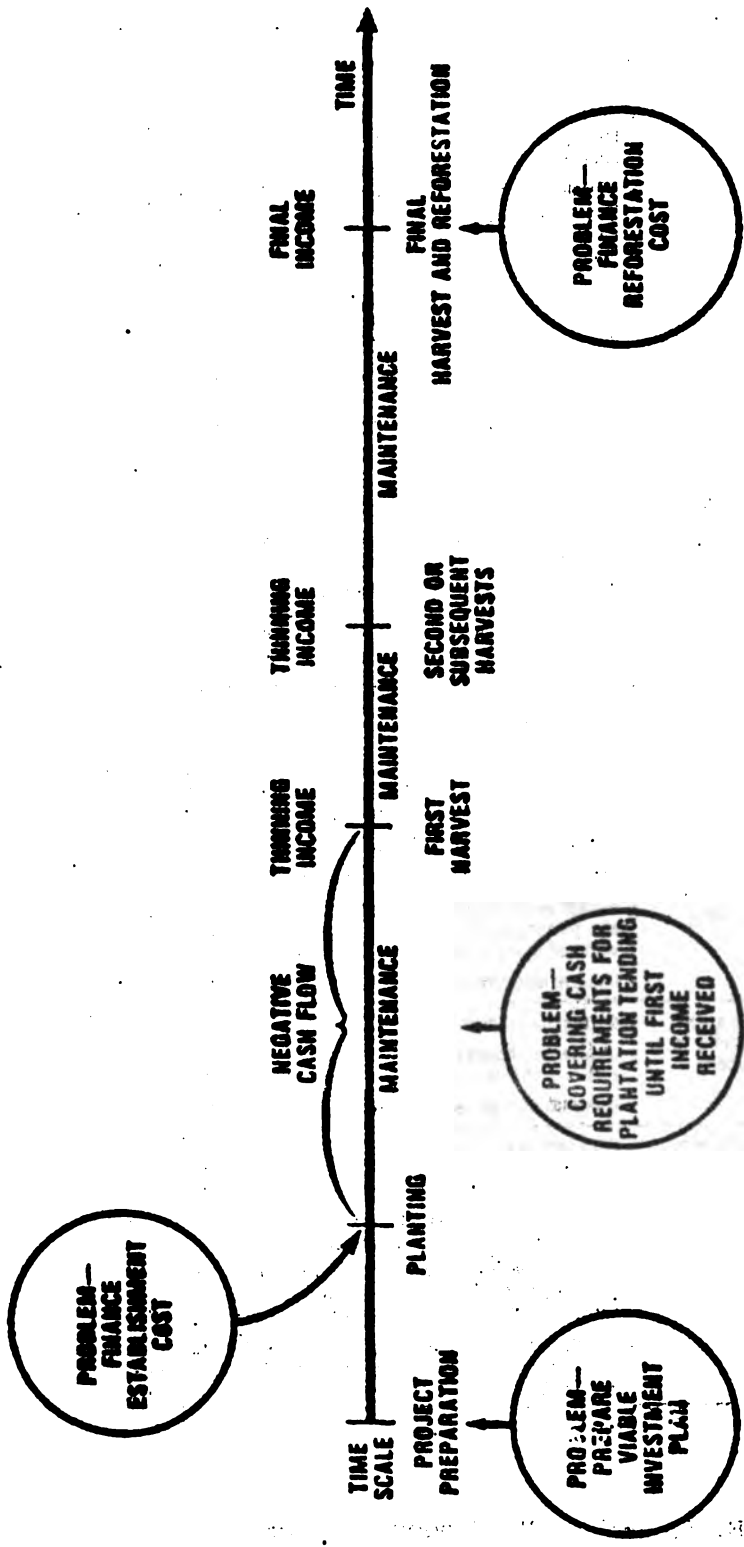 PROBLEM—
FINANCE
ESTABLISHMENT
COST
NEGATIVE
CASH FLOW
THINNING
INCOME
THINNING
INCOME
FINAL
INCOME
TIME
SCALE
MAINTENANCE
MAINTENANCE
MAINTENANCE
TIME
PROJECT
PREPARATION
PLANTING
FIRST
HARVEST
SECOND OR
SUBSEQUENT
HARVESTS
FINAL
HARVEST AND REFORESTATION
PROBLEM—
PREPARE
VIABLE
INVESTMENT
PLAN
PROBLEM—
COVERING CASH
REQUIREMENTS FOR
PLANTATION TENDING
UNTIL FIRST
INCOME
RECEIVED
PROBLEM—
FINANCE
REFORESTATION
COST